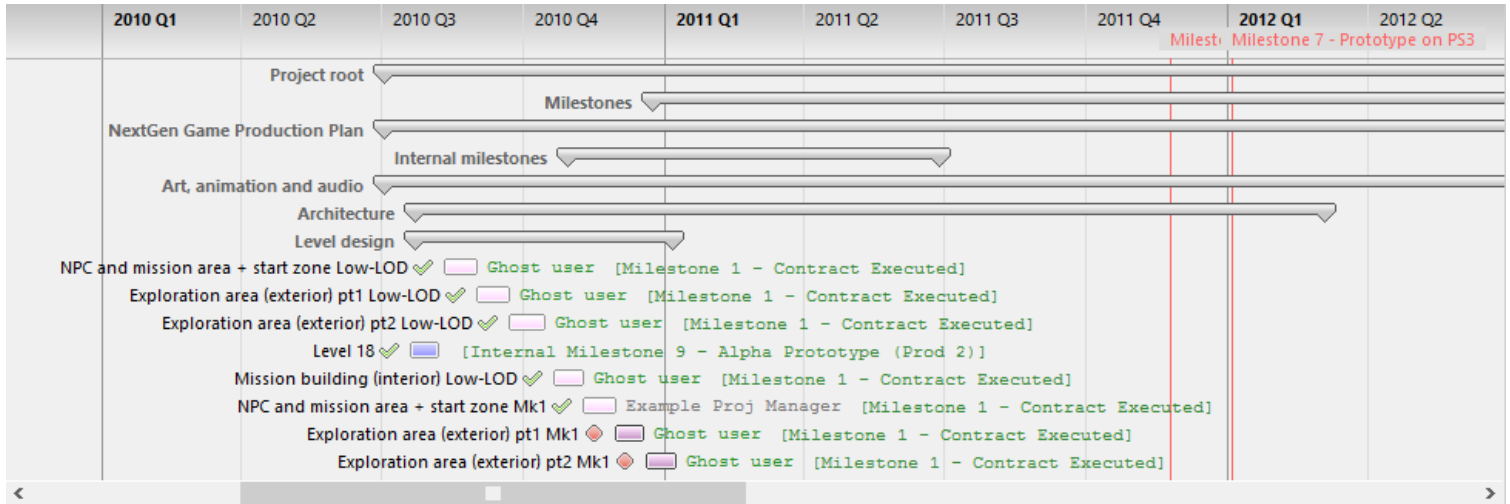 2010 Q1 2010 Q2 2010 Q3 2010 Q4 2011 Q1 2011 Q2 2011 Q3 2011 Q4 2012 Q1 2012 Q2
Milest Milestone 7 - Prototype on PS3
Project root
Milestones
NextGen Game Production Plan
Internal milestones
Art, animation and audio
Architecture
Level design
NPC and mission area + start zone Low-LOD Ghost user [Milestone 1 - Contract Executed]
Exploration area (exterior) pt1 Low-LOD Ghost user [Milestone 1 - Contract Executed]
Exploration area (exterior) pt2 Low-LOD Ghost user [Milestone 1 - Contract Executed]
Level 18 [Internal Milestone 9 - Alpha Prototype (Prod 2)]
Mission building (interior) Low-LOD Ghost user [Milestone 1 - Contract Executed]
NPC and mission area + start zone Mk1 Example Proj Manager [Milestone 1 - Contract Executed]
Exploration area (exterior) pt1 Mk1 Ghost user [Milestone 1 - Contract Executed]
Exploration area (exterior) pt2 Mk1 Ghost user [Milestone 1 - Contract Executed]